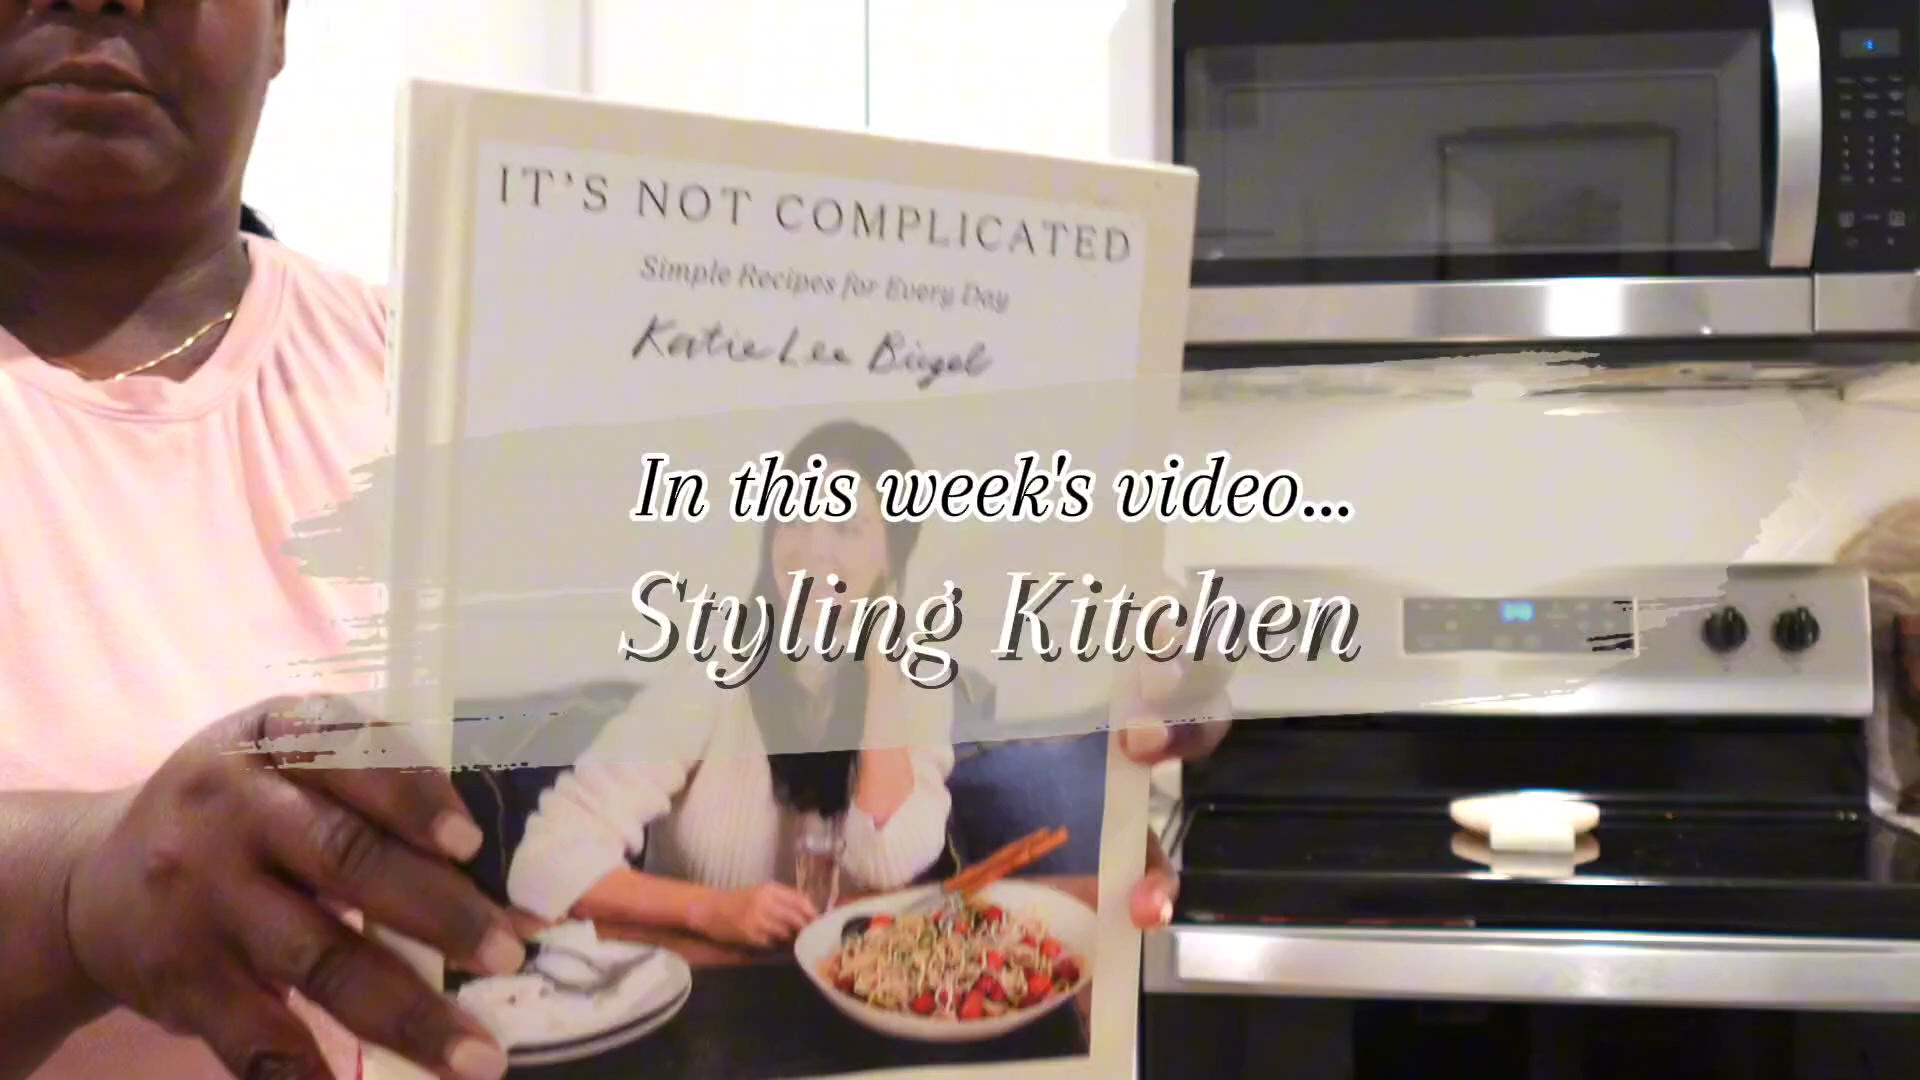 IT'S NOT COMPLICATED
Simple Recipes for Every Day
Katie Lee Biegel
In this week's video...
Styling Kitchen